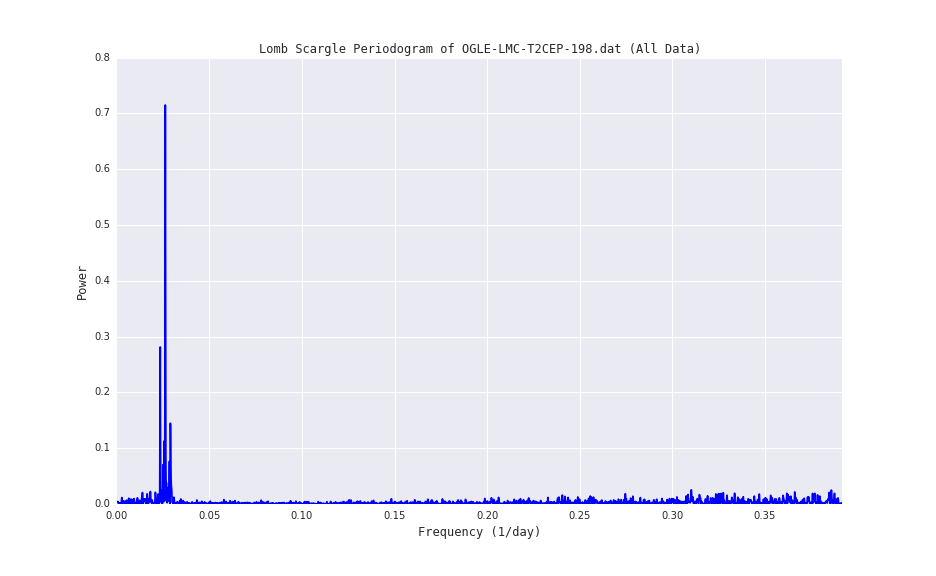 Lomb Scargle Periodogram of OGLE-LMC-T2CEP-198.dat (All Data)
0.8
0.7
0.6
0.5
0.4
0.3
0.2
0.1
0.0
Power
0.00 0.05 0.10 0.15 0.20 0.25 0.30 0.35
Frequency (1/day)